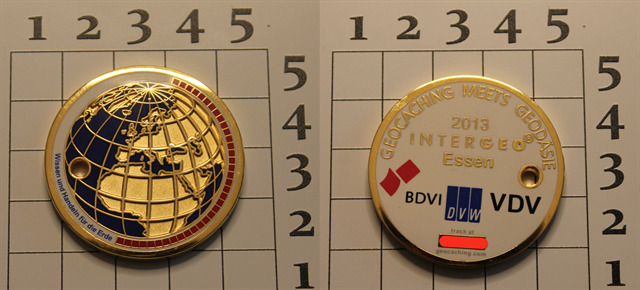 1 2 3 4 5
5
4
3
2
1
Wissen und Handeln für die Erde
1 2 3 4 5
5
4
3
2
1
GEOCACHING MEETS GEODÄSIE
2013
INTERGEO®
Essen
BDVI
DVW
VDV
track at
geocaching.com